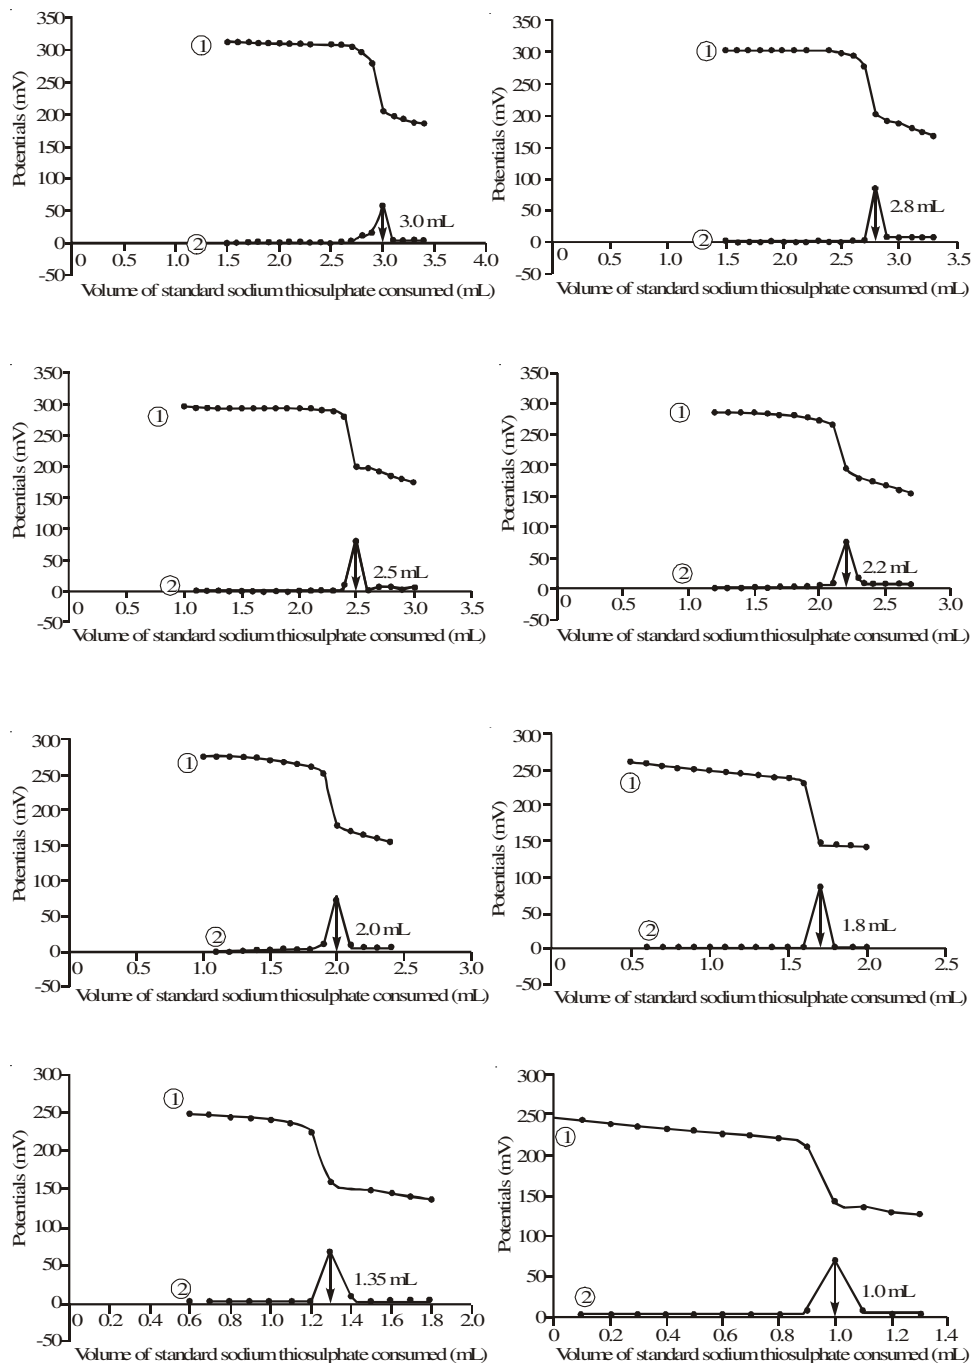 350
300
250
200
150
100
50
0
-50
Potentials (mV)
1
2
3.0 mL
0 0.5 1.0 1.5 2.0 2.5 3.0 3.5 4.0
Volume of standard sodium thiosulphate consumed (mL)
350
300
250
200
150
100
50
0
-50
Potentials (mV)
1
2
2.8 mL
0 0.5 1.0 1.5 2.0 2.5 3.0 3.5
Volume of standard sodium thiosulphate consumed (mL)
350
300
250
200
150
100
50
0
-50
Potentials (mV)
1
2
2.5 mL
0 0.5 1.0 1.5 2.0 2.5 3.0 3.5
Volume of standard sodium thiosulphate consumed (mL)
350
300
250
200
150
100
50
0
-50
Potentials (mV)
1
2
2.2 mL
0 0.5 1.0 1.5 2.0 2.5 3.0
Volume of standard sodium thiosulphate consumed (mL)
300
250
200
150
100
50
0
-50
Potentials (mV)
1
2
2.0 mL
0 0.5 1.0 1.5 2.0 2.5 3.0
Volume of standard sodium thiosulphate consumed (mL)
300
250
200
150
100
50
0
-50
Potentials (mV)
1
2
1.8 mL
0 0.5 1.0 1.5 2.0 2.5
Volume of standard sodium thiosulphate consumed (mL)
300
250
200
150
100
50
0
-50
Potentials (mV)
1
2
1.35 mL
0 0.2 0.4 0.6 0.8 1.0 1.2 1.4 1.6 1.8 2.0
Volume of standard sodium thiosulphate consumed (mL)
300
250
200
150
100
50
0
Potentials (mV)
1
2
1.0 mL
0 0.2 0.4 0.6 0.8 1.0 1.2 1.4
Volume of standard sodium thiosulphate consumed (mL)